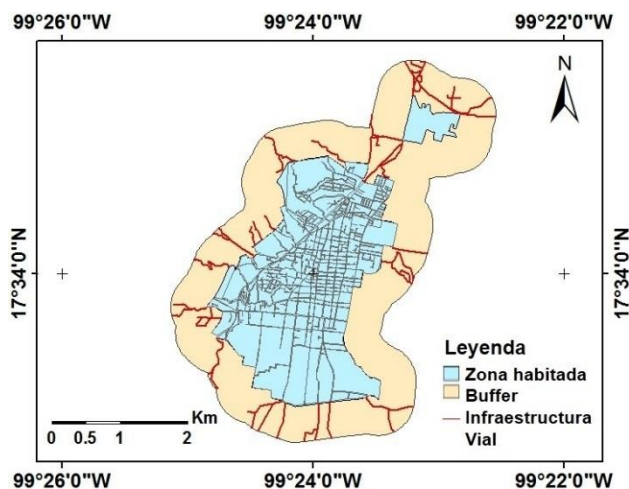 99°26'0"W 99°24'0"W 99°22'0"W
N
17°34'0"N 17°34'0"N
Leyenda
Zona habitada
Buffer
Infraestructura
Vial
Km
0 0.5 1 2
99°26'0"W 99°24'0"W 99°22'0"W